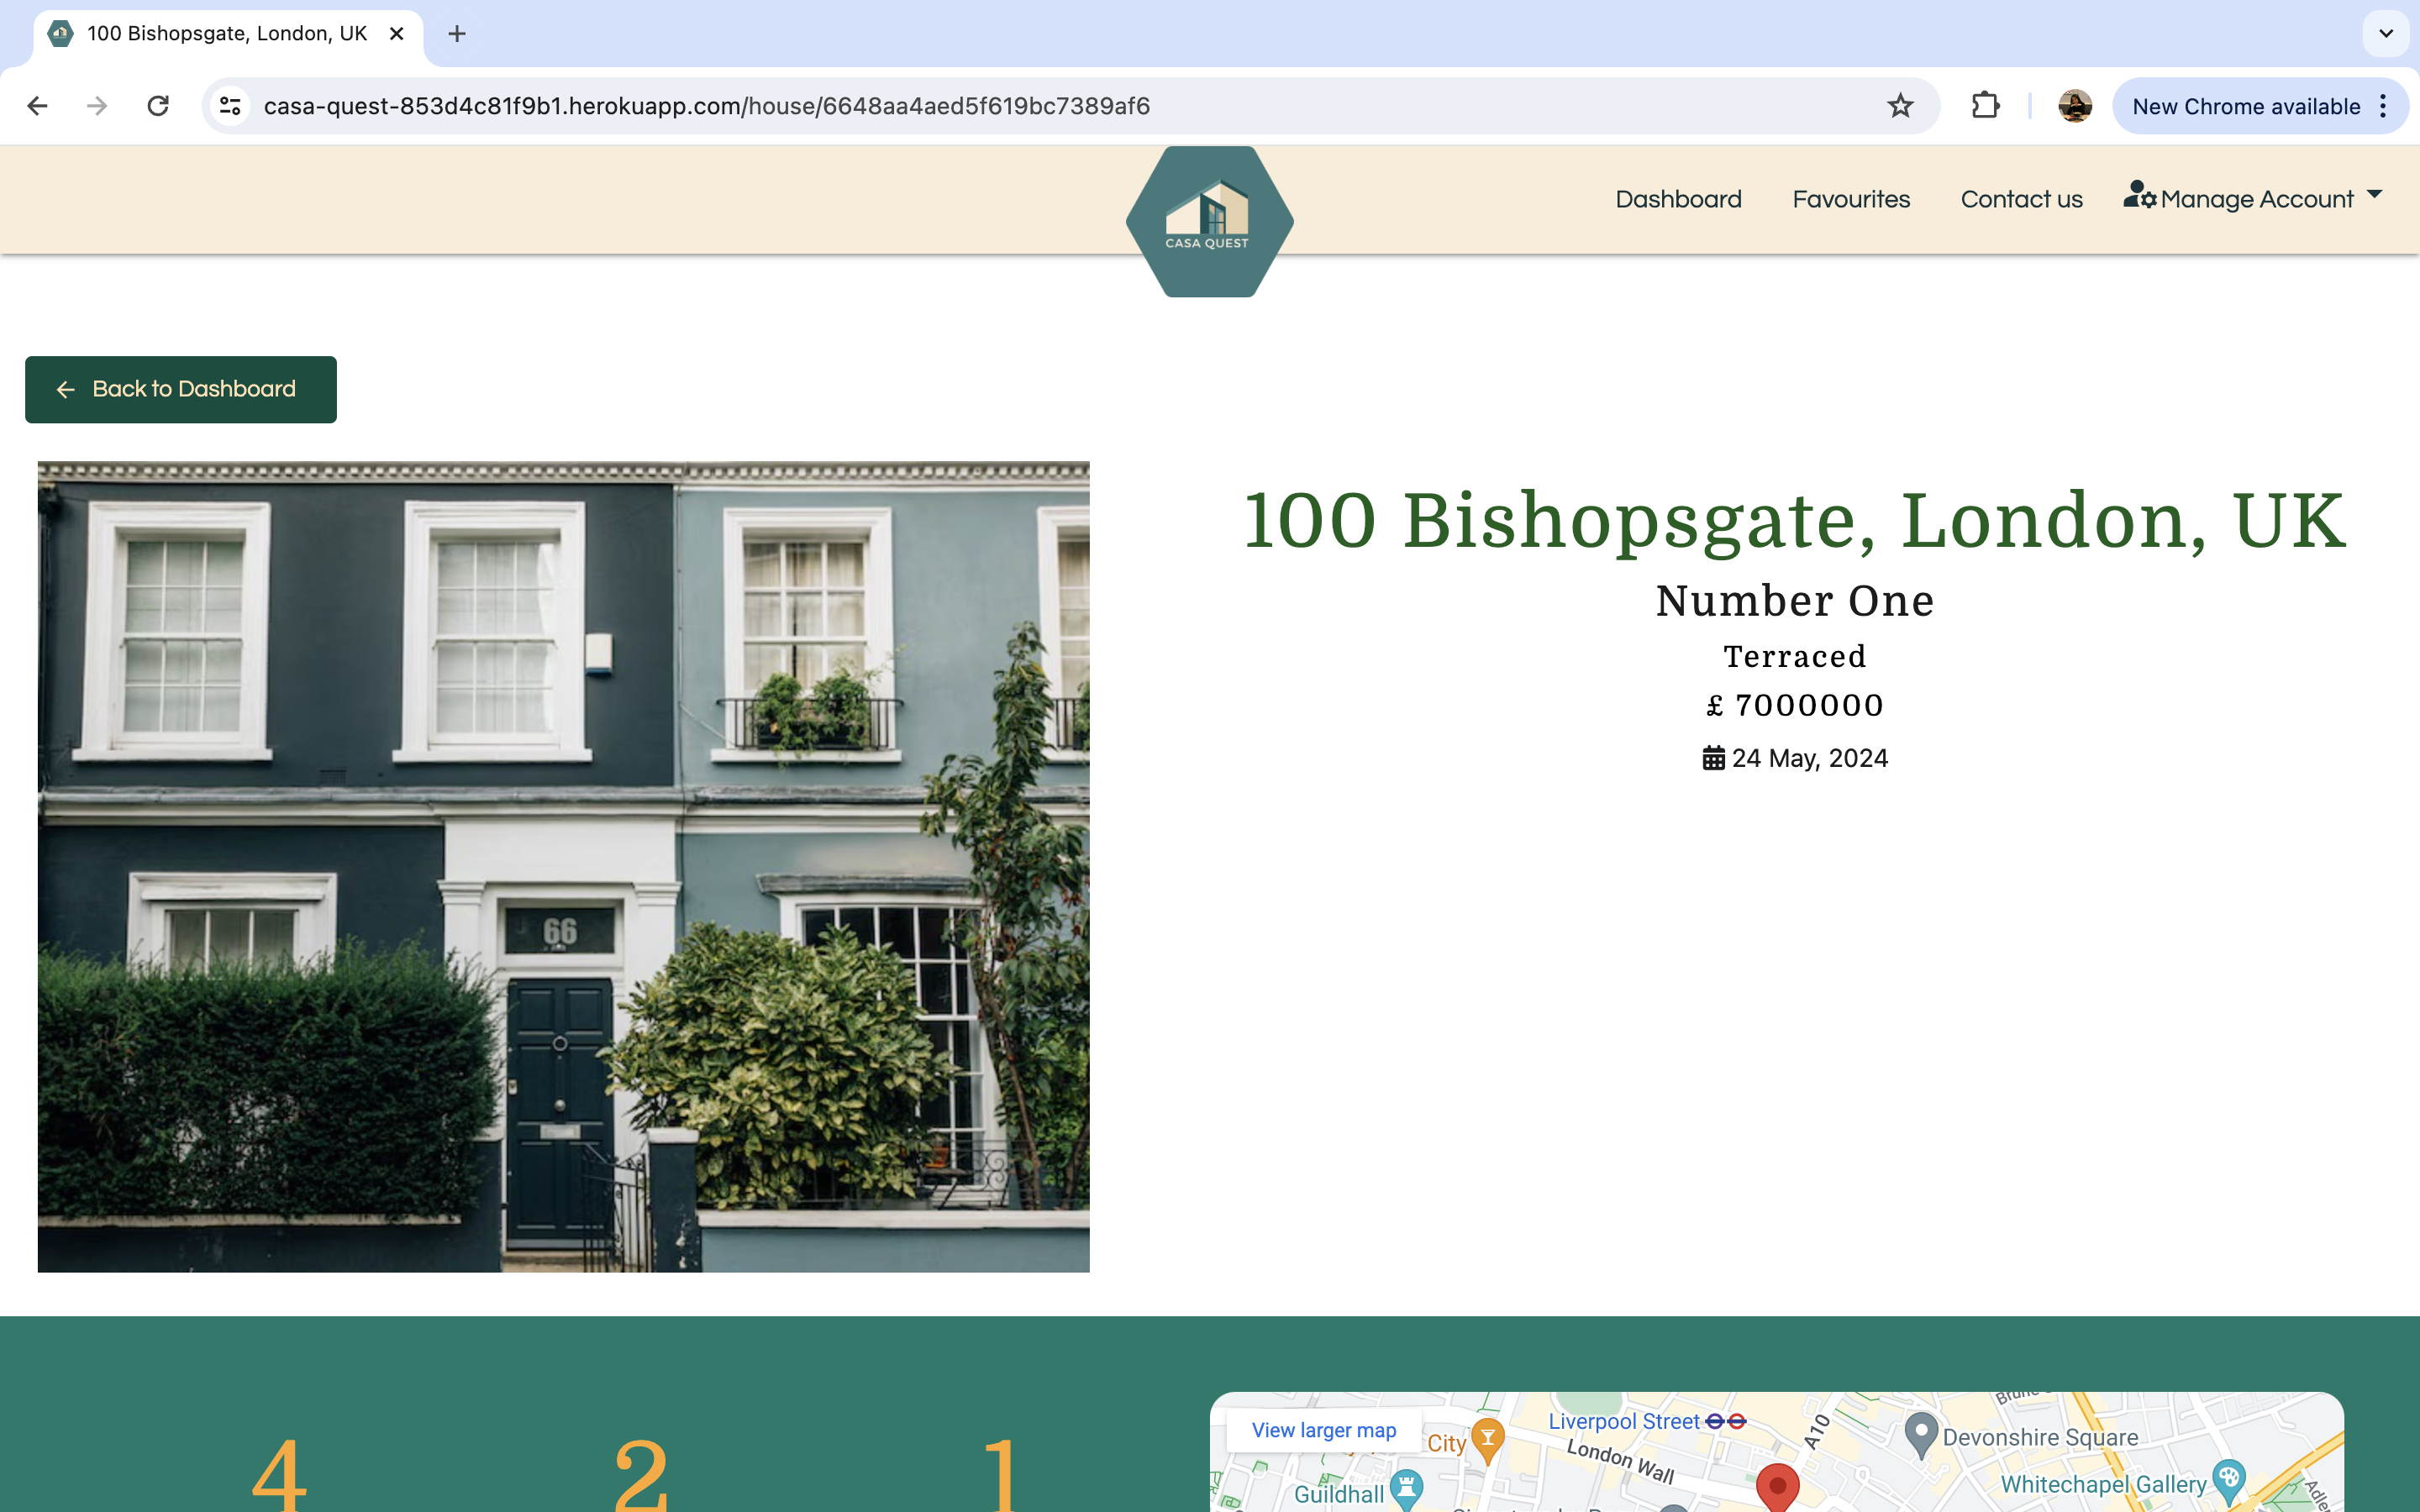 100 Bishopsgate, London, UK
casa-quest-853d4c81f9b1.herokuapp.com/house/6648aa4aed5f619bc7389af6
New Chrome available
CASA QUEST
Dashboard
Favourites
Contact us
Manage Account
Back to Dashboard
100 Bishopsgate, London, UK
Number One
Terraced
£ 7000000
24 May, 2024
66
4
2
1
View larger map
City
Liverpool Street
London Wall
A10
Devonshire Square
Guildhall
Whitechapel Gallery